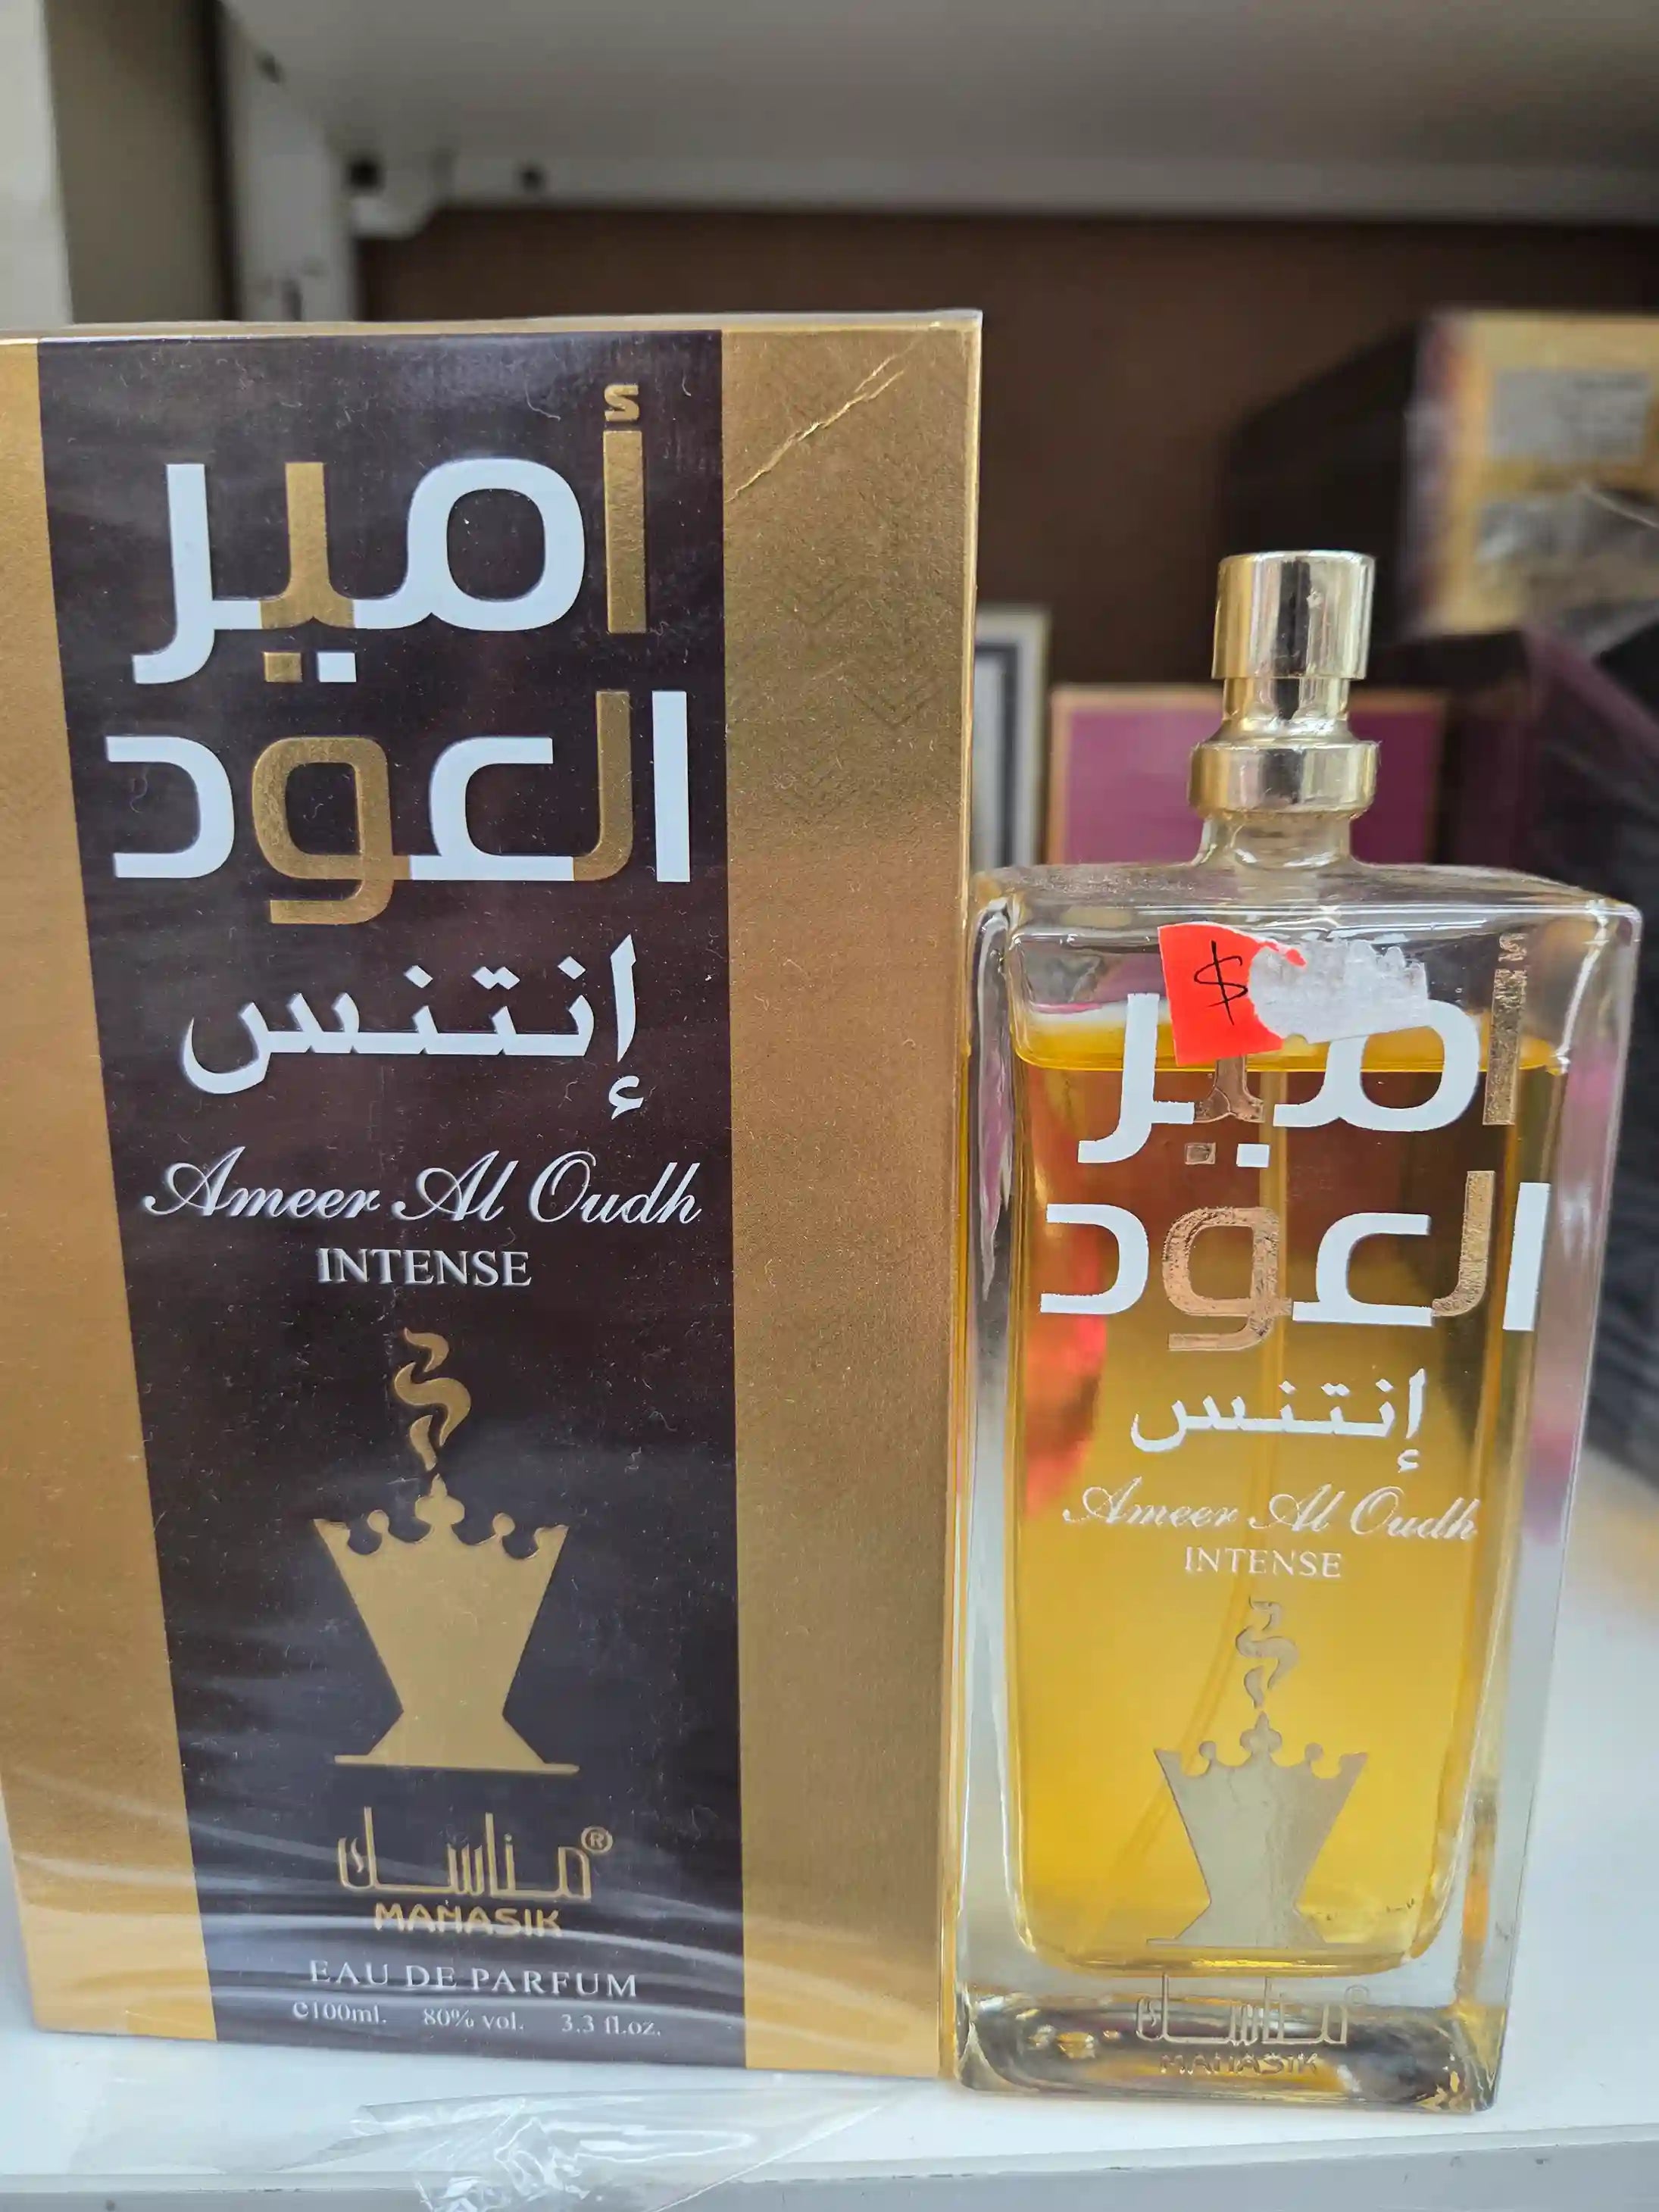 أمير
العود
إنتنس
Ameer Al Oudh
INTENSE
مناسك®
MANASIK
EAU DE PARFUM
e100ml. 80% vol. 3.3 fl.oz.
$
أمير
العود
إنتنس
Ameer Al Oudh
INTENSE
مناسك®
MANASIK